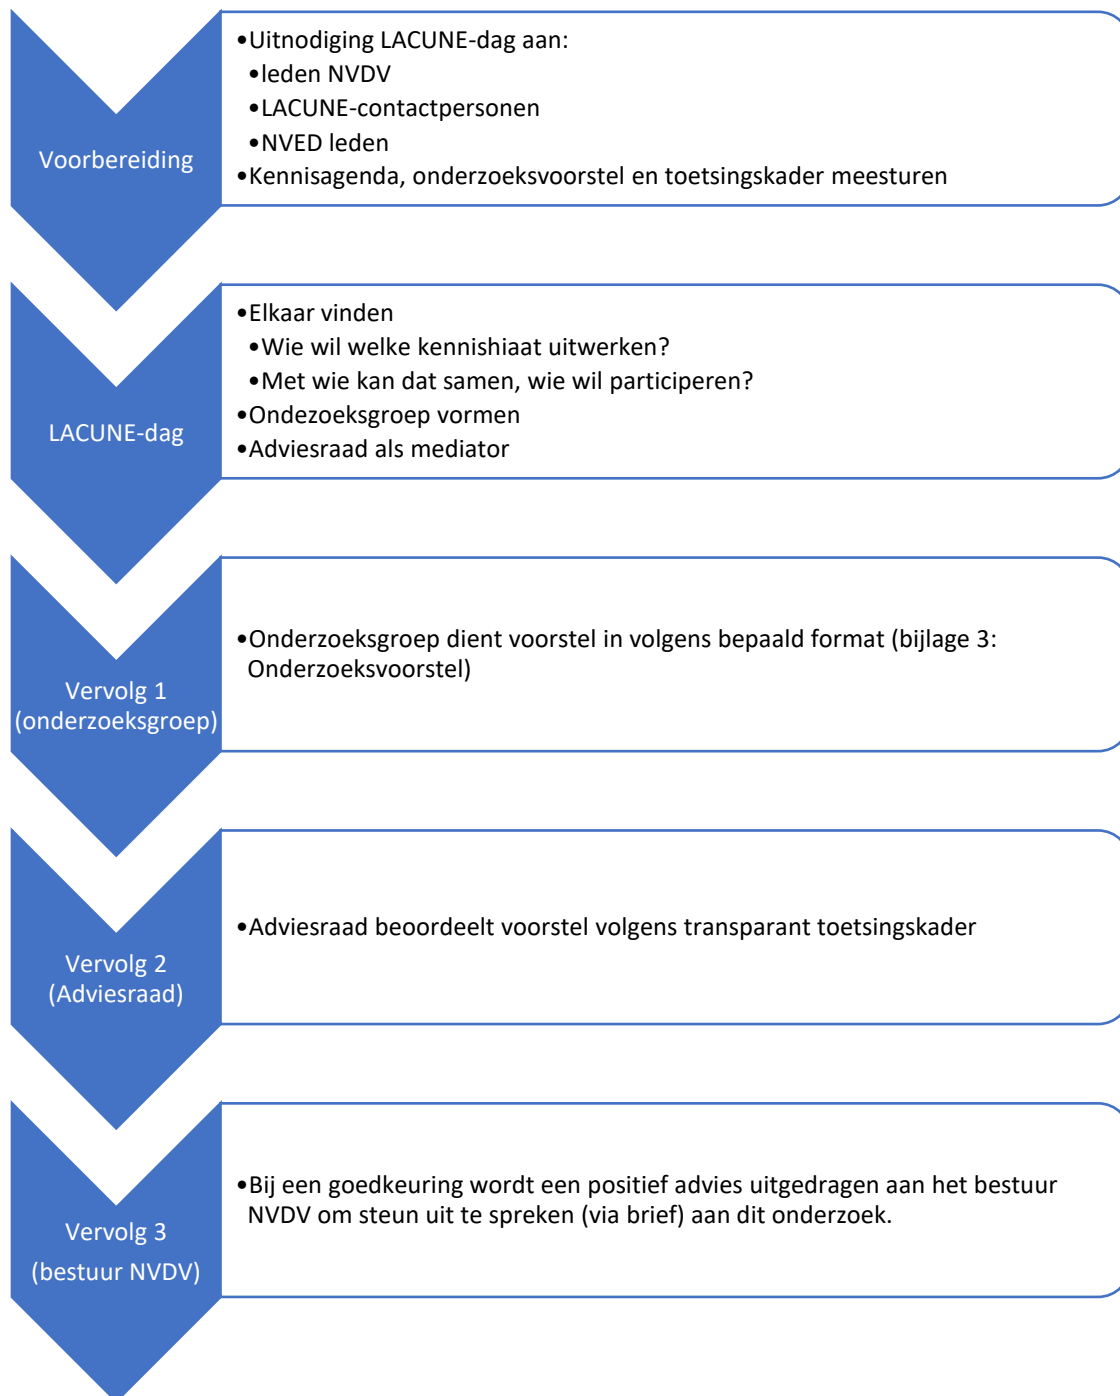 Voorbereiding
•Uitnodiging LACUNE-dag aan:
•leden NVDV
•LACUNE-contactpersonen
•NVED leden
•Kennisagenda, onderzoeksvoorstel en toetsingskader meesturen
LACUNE-dag
•Elkaar vinden
•Wie wil welke kennishiaat uitwerken?
•Met wie kan dat samen, wie wil participeren?
•Ondezoeksgroep vormen
•Adviesraad als mediator
Vervolg 1
(onderzoeksgroep)
•Onderzoeksgroep dient voorstel in volgens bepaald format (bijlage 3:
Onderzoeksvoorstel)
Vervolg 2
(Adviesraad)
•Adviesraad beoordeelt voorstel volgens transparant toetsingskader
Vervolg 3
(bestuur NVDV)
•Bij een goedkeuring wordt een positief advies uitgedragen aan het bestuur
NVDV om steun uit te spreken (via brief) aan dit onderzoek.